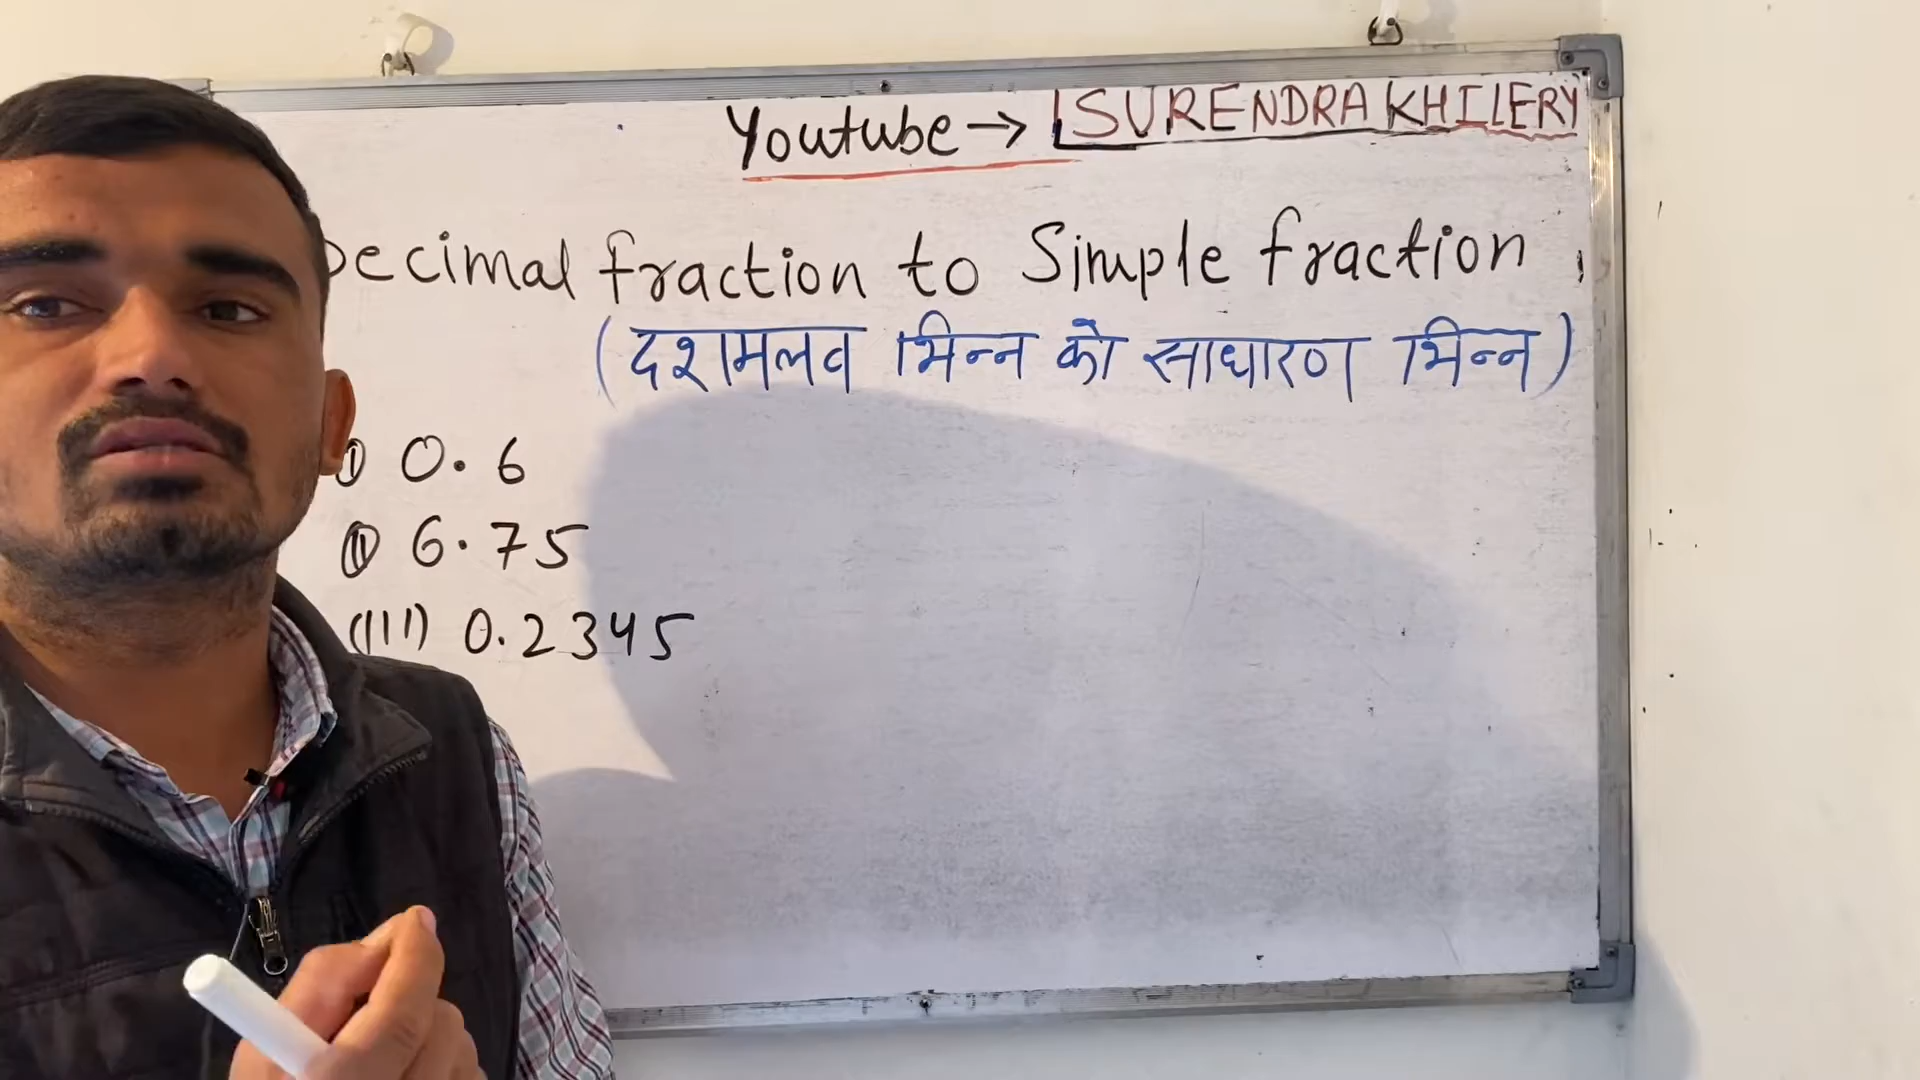 Youtube → SURENDRA KHILERY
Decimal fraction to Simple fraction
(दशमलव भिन्न को साधारण भिन्न)
(I) 0.6
(II) 6.75
(III) 0.2345